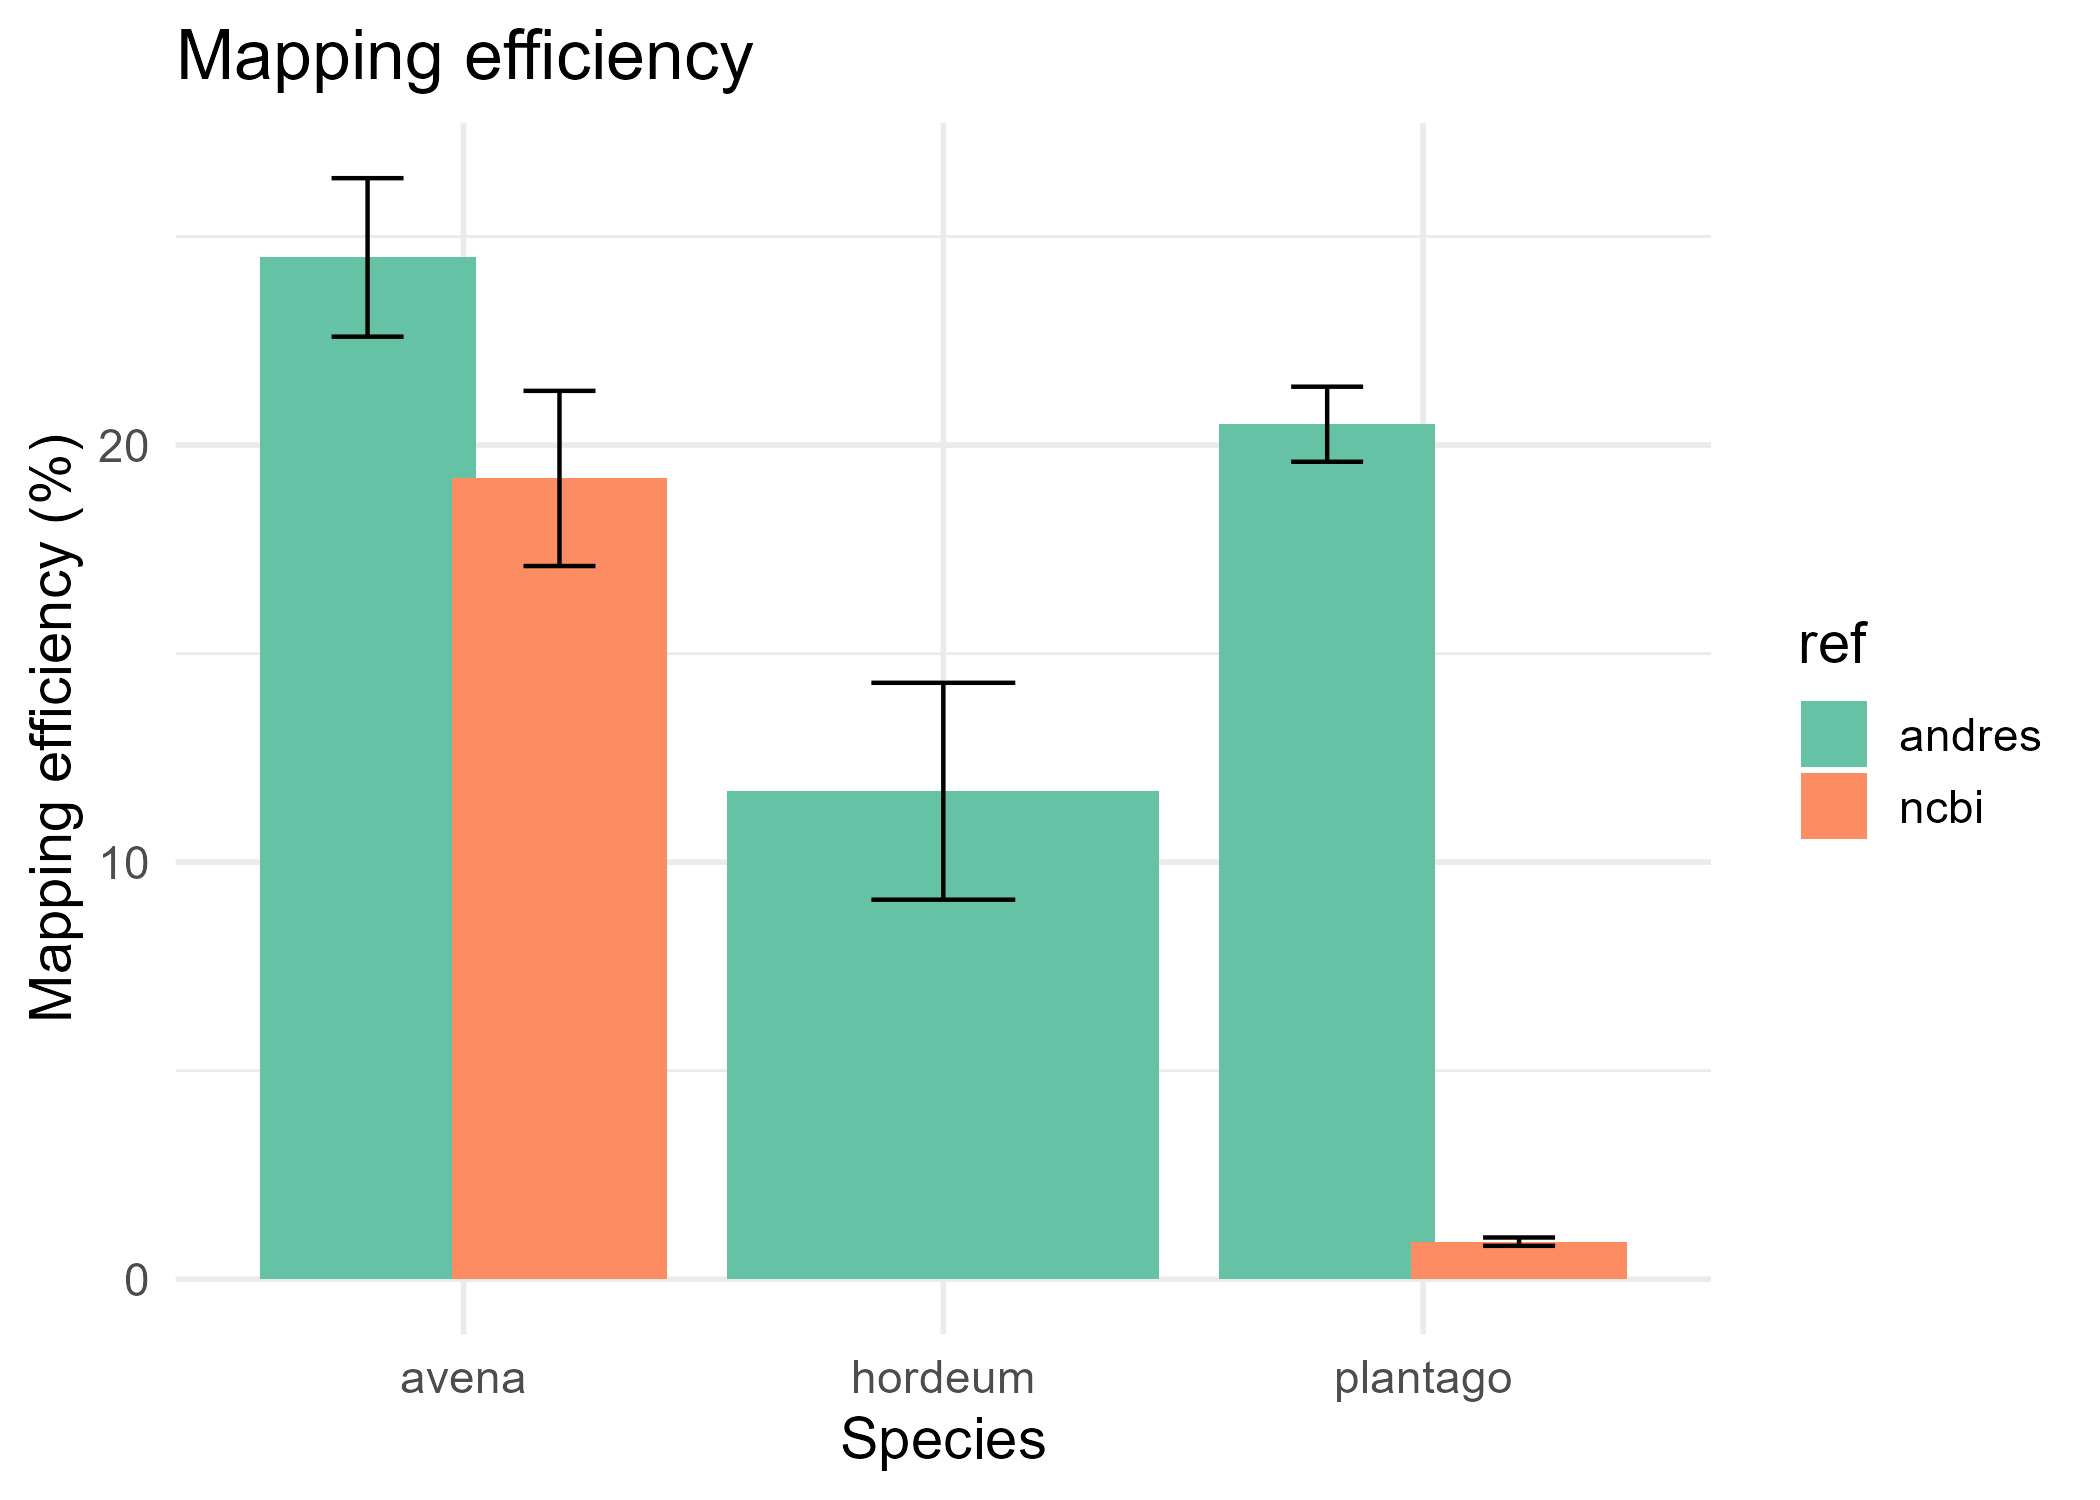 Mapping efficiency
Mapping efficiency (%)
20
10
0
avena
hordeum
plantago
Species
ref
andres
ncbi